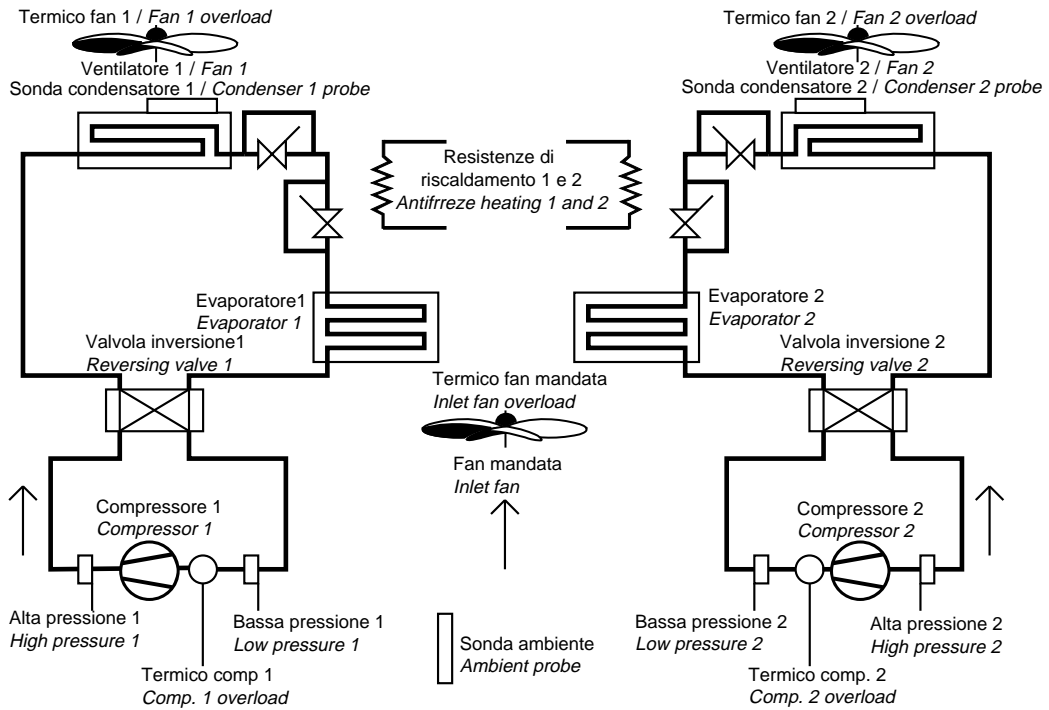 Termico fan 1 / Fan 1 overload
Ventilatore 1 / Fan 1
Sonda condensatore 1 / Condenser 1 probe
Termico fan 2 / Fan 2 overload
Ventilatore 2 / Fan 2
Sonda condensatore 2 / Condenser 2 probe
Resistenze di
riscaldamento 1 e 2
Antifrreze heating 1 and 2
Evaporatore1
Evaporator 1
Evaporatore 2
Evaporator 2
Valvola inversione1
Reversing valve 1
Valvola inversione 2
Reversing valve 2
Termico fan mandata
Inlet fan overload
Fan mandata
Inlet fan
Compressore 1
Compressor 1
Compressore 2
Compressor 2
Alta pressione 1
High pressure 1
Bassa pressione 1
Low pressure 1
Bassa pressione 2
Low pressure 2
Alta pressione 2
High pressure 2
Sonda ambiente
Ambient probe
Termico comp 1
Comp. 1 overload
Termico comp. 2
Comp. 2 overload